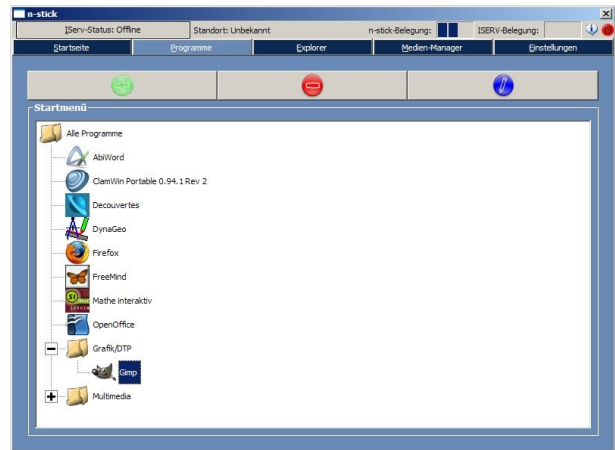 n-stick
IServ-Status: Offline Standort: Unbekannt n-stick-Belegung: ISERV-Belegung:
Startseite Programme Explorer Medien-Manager Einstellungen
Startmenü
Alle Programme
AbiWord
ClamWin Portable 0.94.1 Rev 2
Decouvertes
DynaGeo
Firefox
FreeMind
Mathe interaktiv
OpenOffice
Grafik/DTP
Gimp
Multimedia